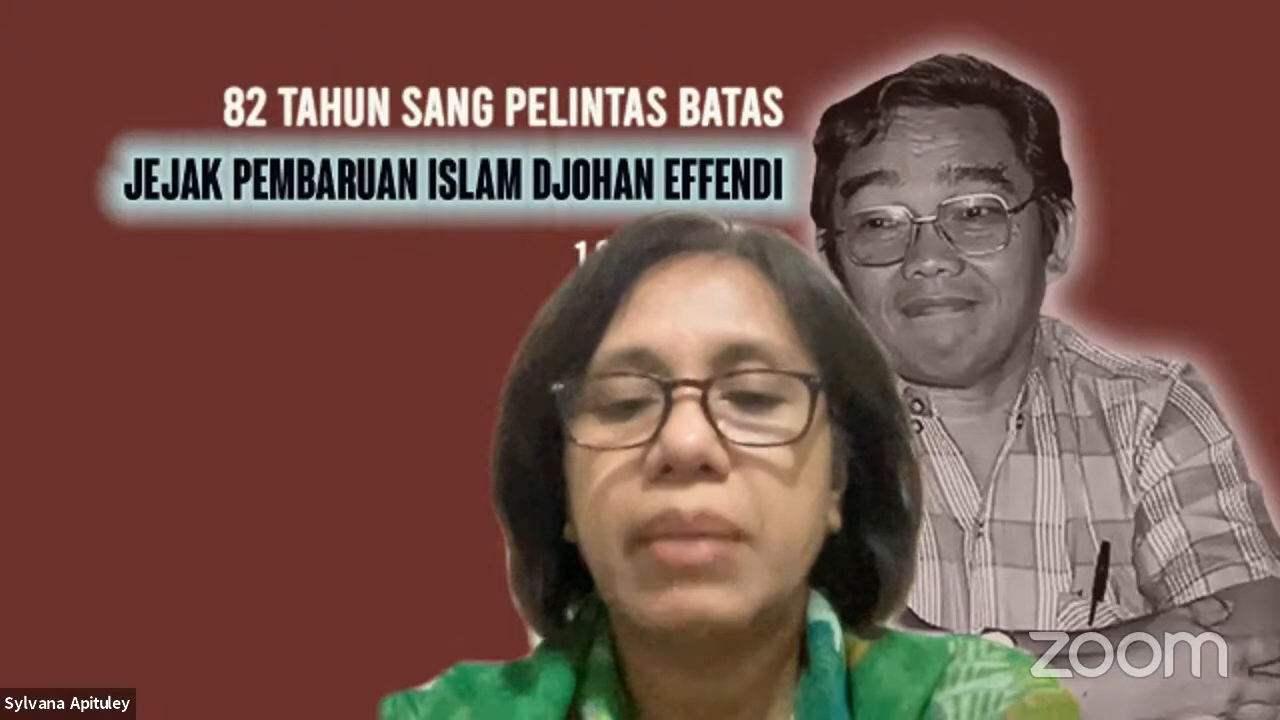 82 TAHUN SANG PELINTAS BATAS
JEJAK PEMBARUAN ISLAM DJOHAN EFFENDI
zoom
Sylvana Apituley